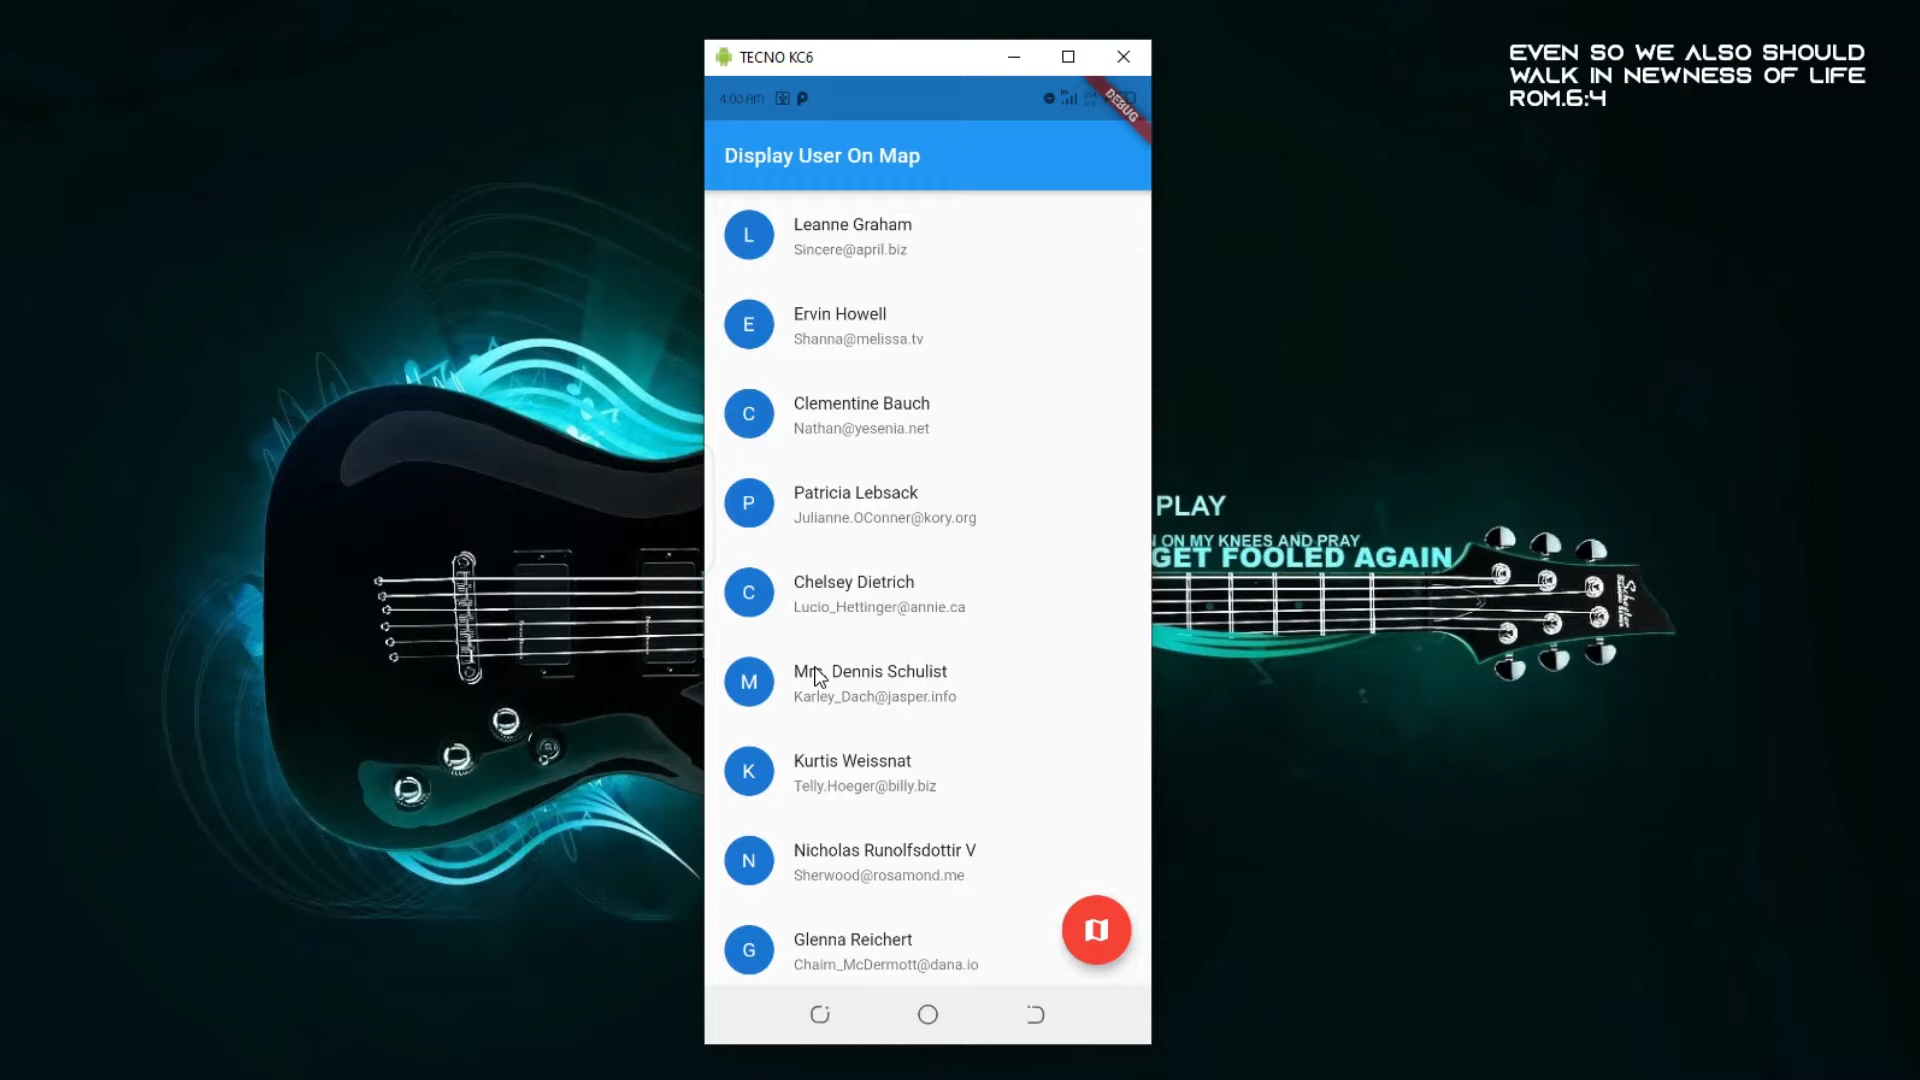 EVEN SO WE ALSO SHOULD
WALK IN NEWNESS OF LIFE
ROM.6:4
TECNO KC6
4:00 AM
DEBUG
Display User On Map
L
Leanne Graham
Sincere@april.biz
E
Ervin Howell
Shanna@melissa.tv
C
Clementine Bauch
Nathan@yesenia.net
P
Patricia Lebsack
Julianne.OConner@kory.org
C
Chelsey Dietrich
Lucio_Hettinger@annie.ca
M
Dennis Schulist
Karley_Dach@jasper.info
K
Kurtis Weissnat
Telly.Hoeger@billy.biz
N
Nicholas Runolfsdottir V
Sherwood@rosamond.me
G
Glenna Reichert
Chaim_McDermott@dana.io
PLAY
ON MY KNEES AND PRAY
GET FOOLED AGAIN
Schecter